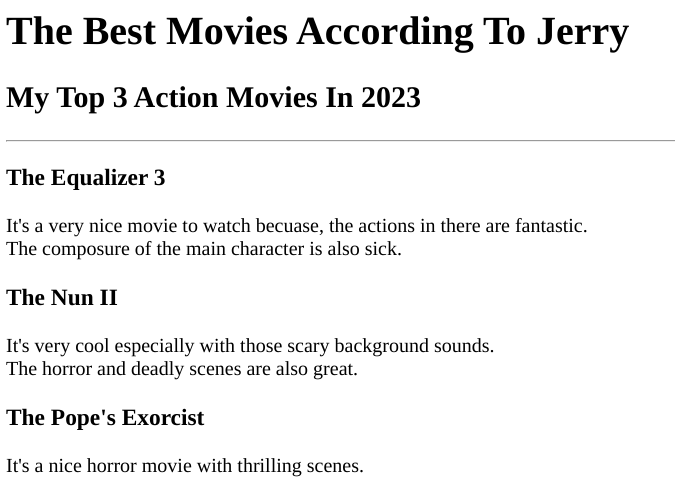 The Best Movies According To Jerry
My Top 3 Action Movies In 2023
The Equalizer 3
It's a very nice movie to watch becuase, the actions in there are fantastic.
The composure of the main character is also sick.
The Nun II
It's very cool especially with those scary background sounds.
The horror and deadly scenes are also great.
The Pope's Exorcist
It's a nice horror movie with thrilling scenes.